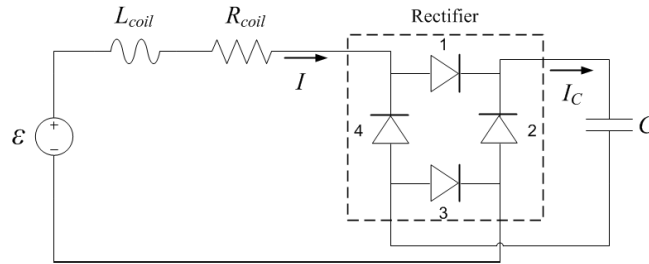 L_coil R_coil Rectifier
1
I I_C
ε + − 4 2 C
3